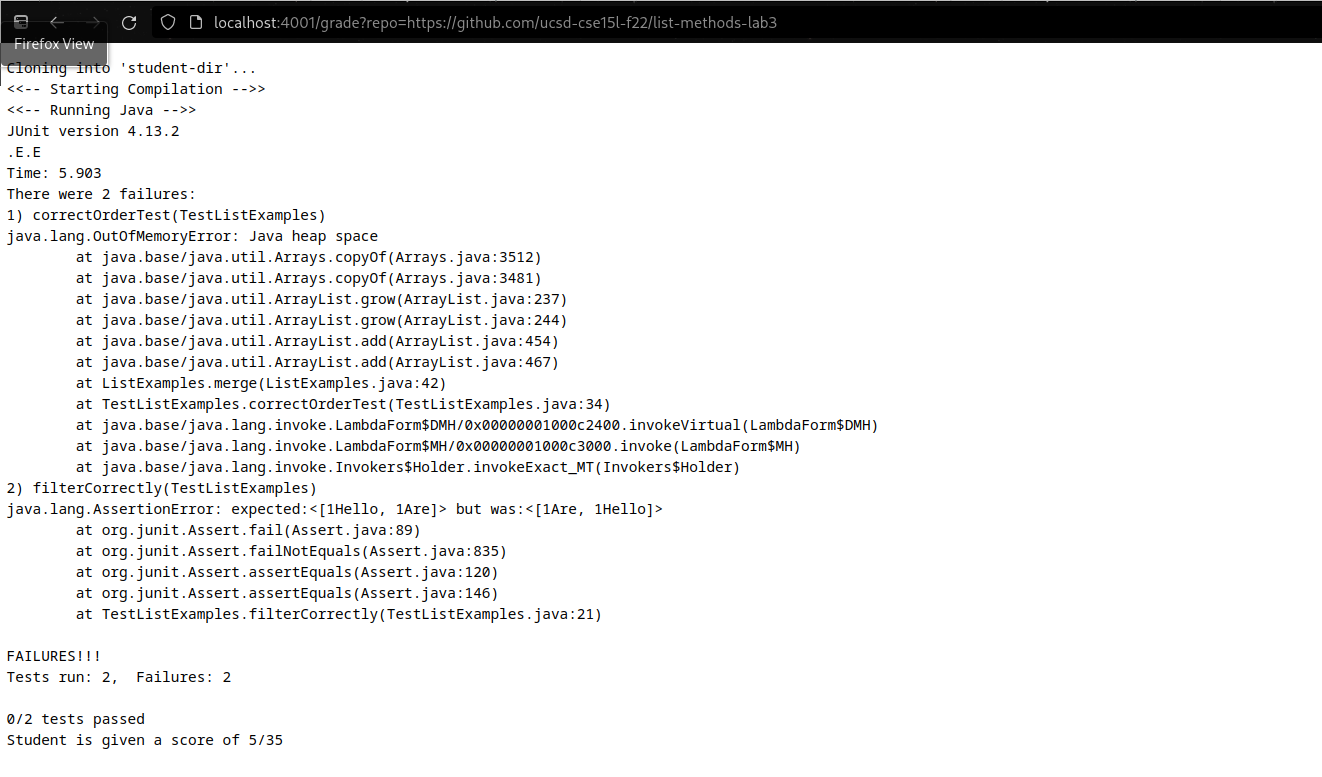 localhost:4001/grade?repo=https://github.com/ucsd-cse15l-f22/list-methods-lab3
Firefox View
Cloning into 'student-dir'...
<<-- Starting Compilation -->>
<<-- Running Java -->>
JUnit version 4.13.2
.E.E
Time: 5.903
There were 2 failures:
1) correctOrderTest(TestListExamples)
java.lang.OutOfMemoryError: Java heap space
        at java.base/java.util.Arrays.copyOf(Arrays.java:3512)
        at java.base/java.util.Arrays.copyOf(Arrays.java:3481)
        at java.base/java.util.ArrayList.grow(ArrayList.java:237)
        at java.base/java.util.ArrayList.grow(ArrayList.java:244)
        at java.base/java.util.ArrayList.add(ArrayList.java:454)
        at java.base/java.util.ArrayList.add(ArrayList.java:467)
        at ListExamples.merge(ListExamples.java:42)
        at TestListExamples.correctOrderTest(TestListExamples.java:34)
        at java.base/java.lang.invoke.LambdaForm$DMH/0x00000001000c2400.invokeVirtual(LambdaForm$DMH)
        at java.base/java.lang.invoke.LambdaForm$MH/0x00000001000c3000.invoke(LambdaForm$MH)
        at java.base/java.lang.invoke.Invokers$Holder.invokeExact_MT(Invokers$Holder)
2) filterCorrectly(TestListExamples)
java.lang.AssertionError: expected:<[1Hello, 1Are]> but was:<[1Are, 1Hello]>
        at org.junit.Assert.fail(Assert.java:89)
        at org.junit.Assert.failNotEquals(Assert.java:835)
        at org.junit.Assert.assertEquals(Assert.java:120)
        at org.junit.Assert.assertEquals(Assert.java:146)
        at TestListExamples.filterCorrectly(TestListExamples.java:21)
FAILURES!!!
Tests run: 2,  Failures: 2
0/2 tests passed
Student is given a score of 5/35